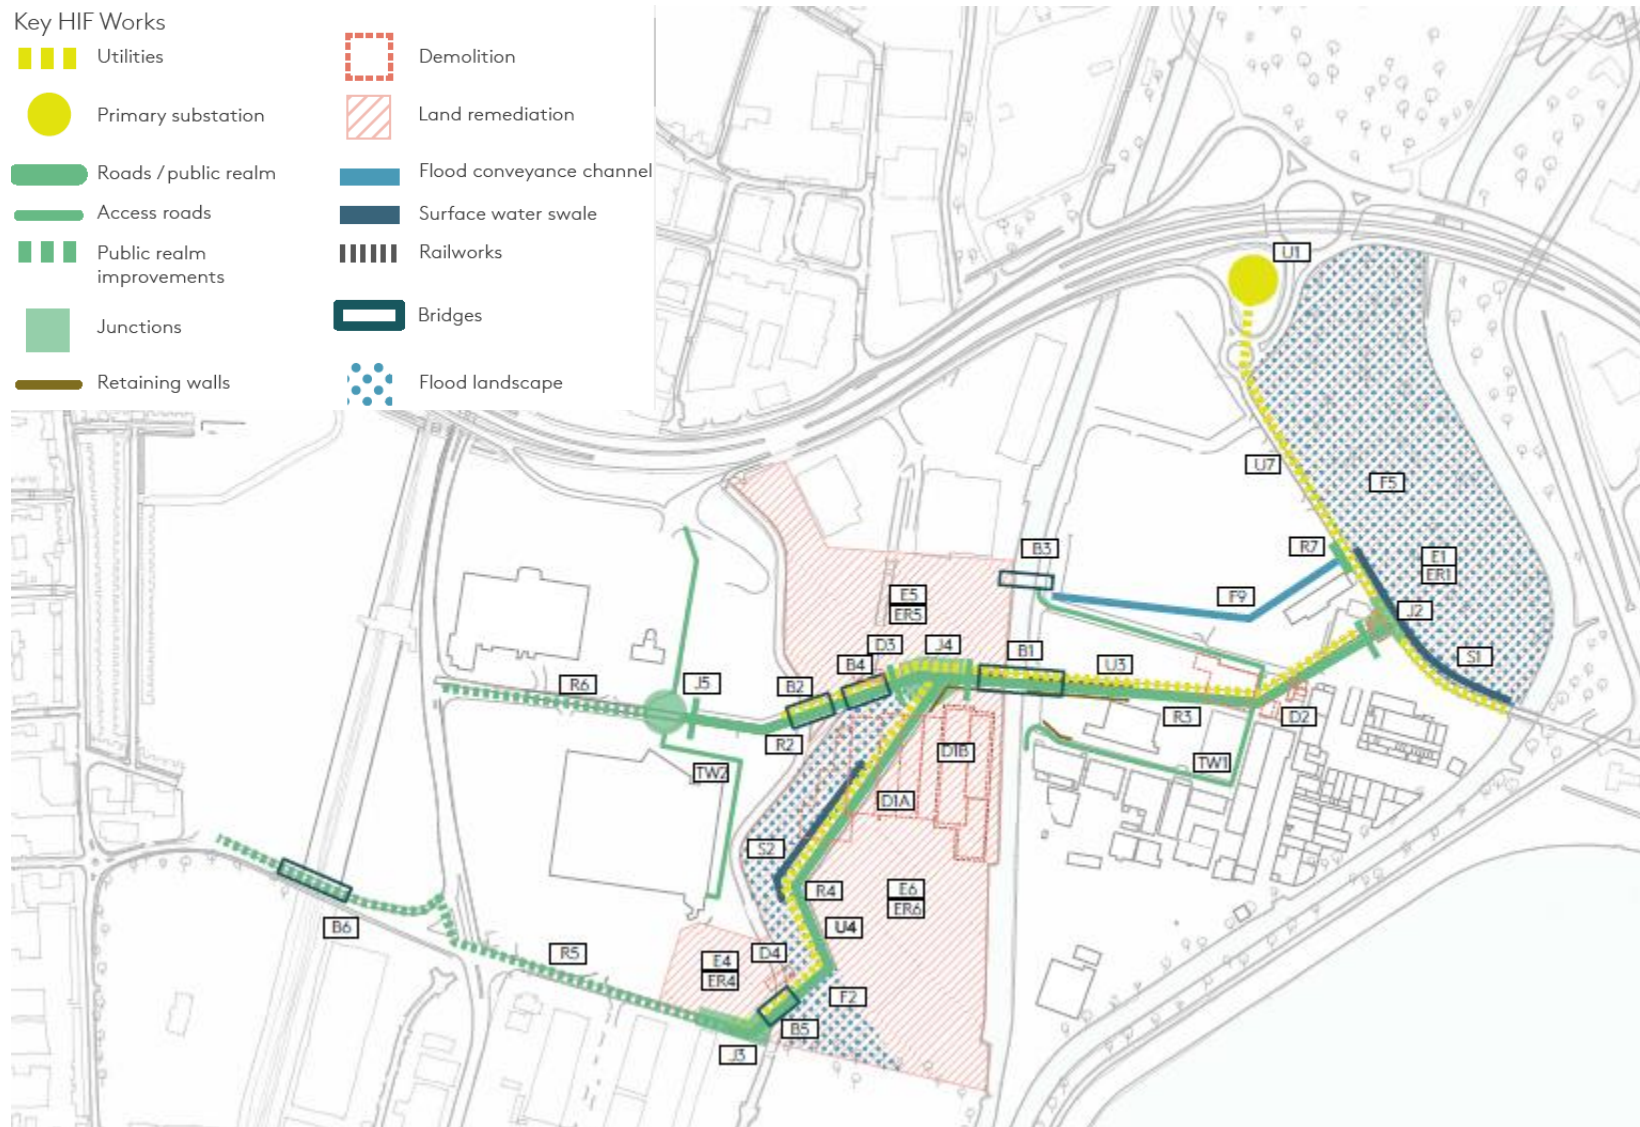 Key HIF Works
Utilities
Primary substation
Roads / public realm
Access roads
Public realm
improvements
Junctions
Retaining walls
Demolition
Land remediation
Flood conveyance channel
Surface water swale
Railworks
Bridges
Flood landscape
U1
U7
F5
B3
R7
E1
ER1
F9
J2
E5
ER5
D3
J4
B1
B4
U3
S1
R6
J5
B2
R3
D2
R2
D1B
TW2
TW1
D1A
S2
R4
E6
ER6
B6
U4
R5
D4
E4
ER4
F2
B5
J3